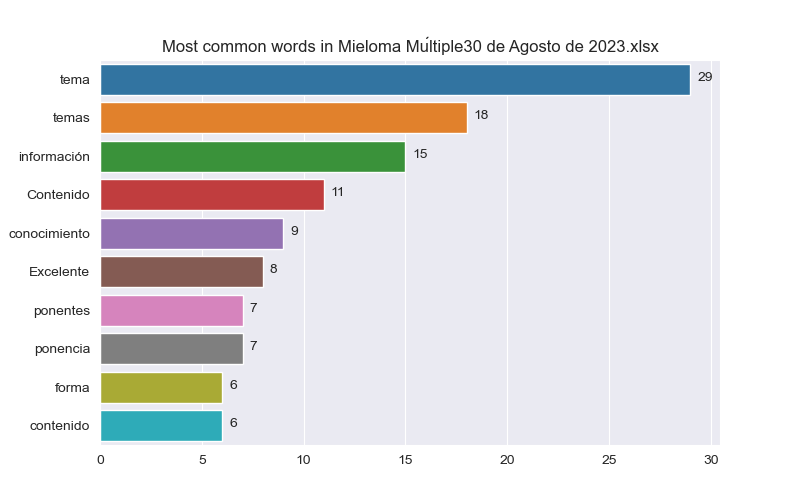 Most common words in Mieloma Múltiple30 de Agosto de 2023.xlsx
tema 29
temas 18
información 15
Contenido 11
conocimiento 9
Excelente 8
ponentes 7
ponencia 7
forma 6
contenido 6
0 5 10 15 20 25 30